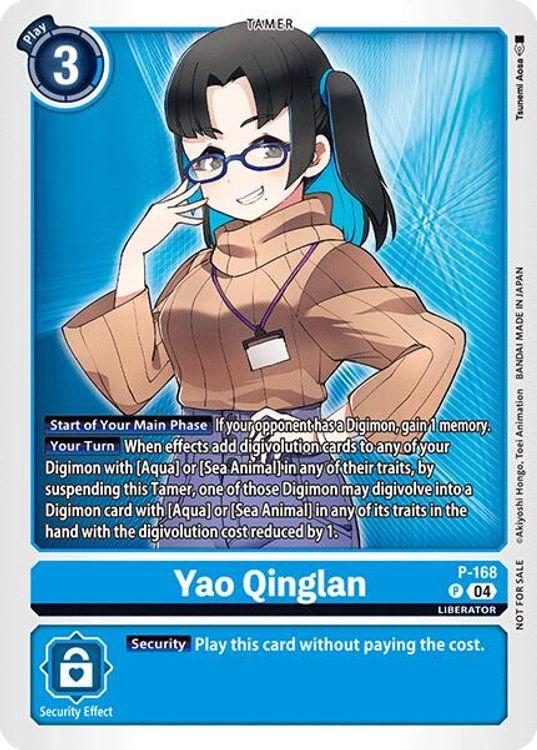 TAMER
Play
3
Tsunemi Aosa
Start of Your Main Phase If your opponent has a Digimon, gain 1 memory.
Your Turn When effects add digivolution cards to any of your
Digimon with [Aqua] or [Sea Animal] in any of their traits, by
suspending this Tamer, one of those Digimon may digivolve into a
Digimon card with [Aqua] or [Sea Animal] in any of its traits in the
hand with the digivolution cost reduced by 1.
©Akiyoshi Hongo, Toei Animation BANDAI MADE IN JAPAN
NOT FOR SALE
Yao Qinglan
P-168
P 04
LIBERATOR
Security Play this card without paying the cost.
Security Effect